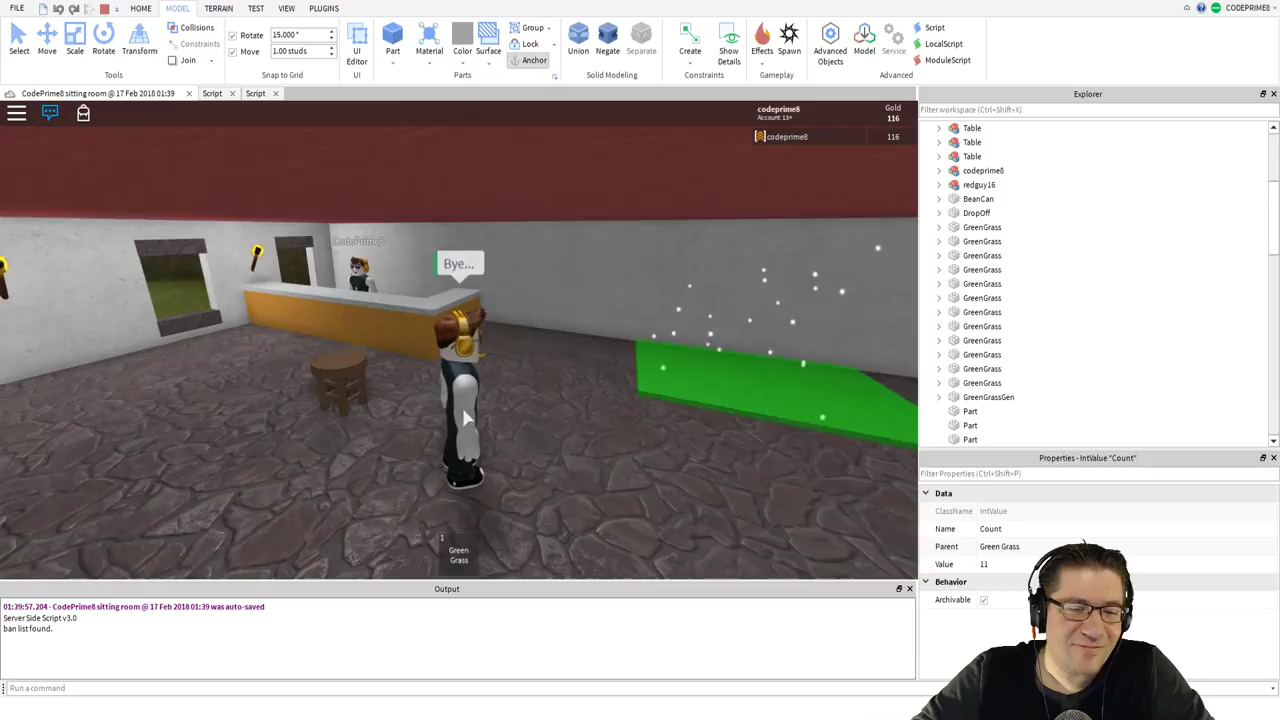 FILE HOME MODEL TERRAIN TEST VIEW PLUGINS CODEPRIME8
Select Move Scale Rotate Transform
Collisions
Constraints
Join
Tools
Rotate 15.000°
Move 1.00 studs
Snap to Grid
UI
Editor
UI
Part Material Color Surface
Group
Lock
Anchor
Parts
Union Negate Separate
Solid Modeling
Create Show
Details
Constraints
Effects Spawn
Gameplay
Advanced
Objects
Model Service
Script
LocalScript
ModuleScript
Advanced
CodePrime8 sitting room @ 17 Feb 2018 01:39 x Script x Script x
codeprime8
Account: 13+
Gold
116
codeprime8 116
CodePrime8
Bye...
1
Green
Grass
Explorer
Filter workspace (Ctrl+Shift+X)
Table
Table
Table
codeprime8
redguy16
BeanCan
DropOff
GreenGrass
GreenGrass
GreenGrass
GreenGrass
GreenGrass
GreenGrass
GreenGrass
GreenGrass
GreenGrass
GreenGrass
GreenGrass
GreenGrass
GreenGrassGen
Part
Part
Part
Properties - IntValue "Count"
Filter Properties (Ctrl+Shift+P)
Data
ClassName IntValue
Name Count
Parent Green Grass
Value 11
Behavior
Archivable
Output
01:39:57.204 - CodePrime8 sitting room @ 17 Feb 2018 01:39 was auto-saved
Server Side Script v3.0
ban list found.
Run a command